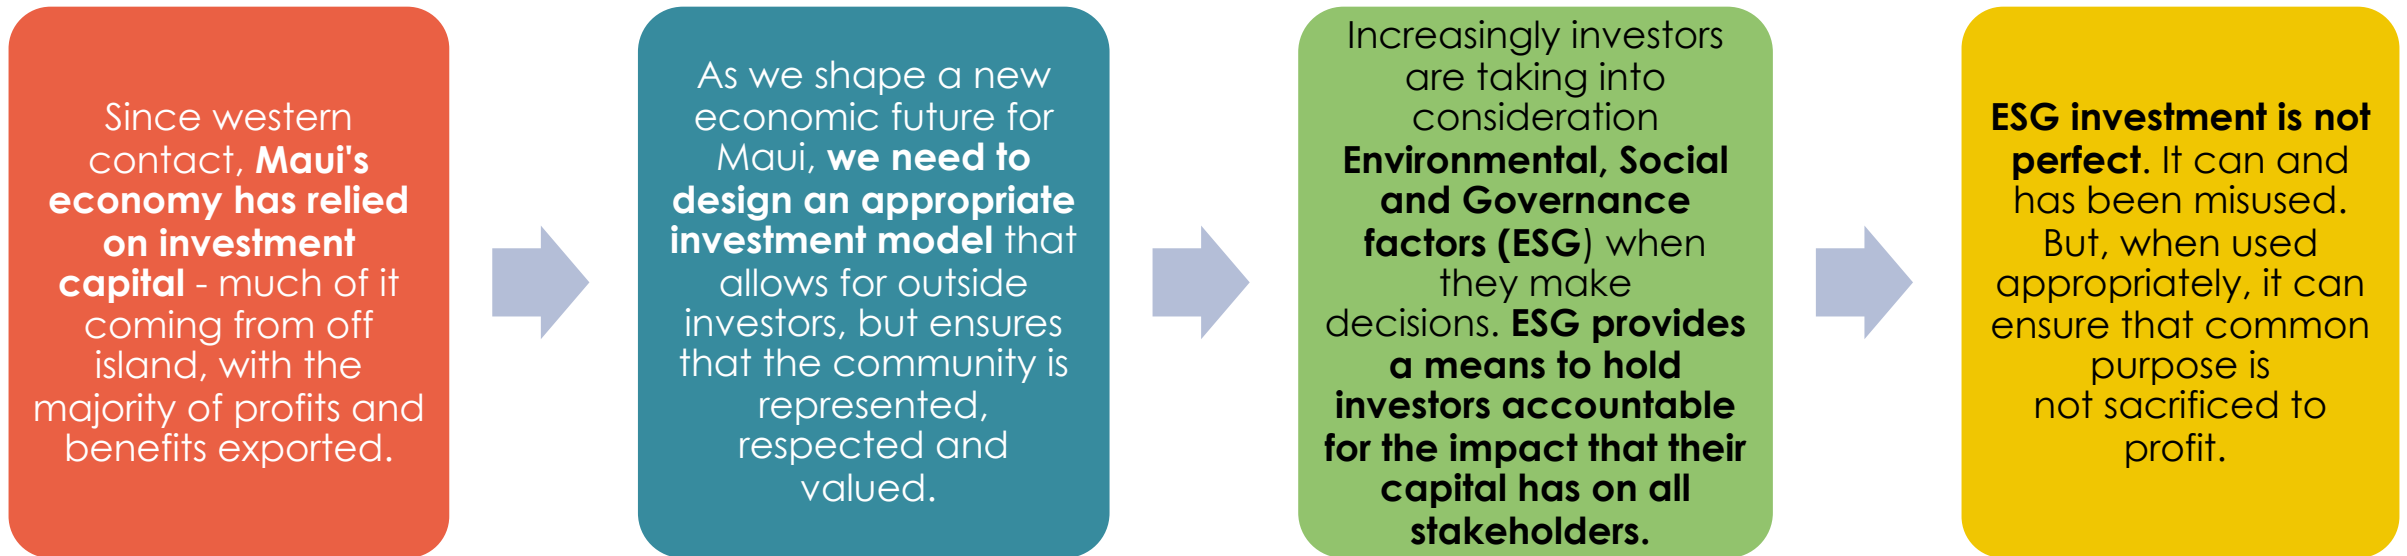 Since western
contact, Maui's
economy has relied
on investment
capital - much of it
coming from off
island, with the
majority of profits and
benefits exported.
As we shape a new
economic future for
Maui, we need to
design an appropriate
investment model that
allows for outside
investors, but ensures
that the community is
represented,
respected and
valued.
Increasingly investors
are taking into
consideration
Environmental, Social
and Governance
factors (ESG) when
they make
decisions. ESG provides
a means to hold
investors accountable
for the impact that their
capital has on all
stakeholders.
ESG investment is not
perfect. It can and
has been misused.
But, when used
appropriately, it can
ensure that common
purpose is
not sacrificed to
profit.